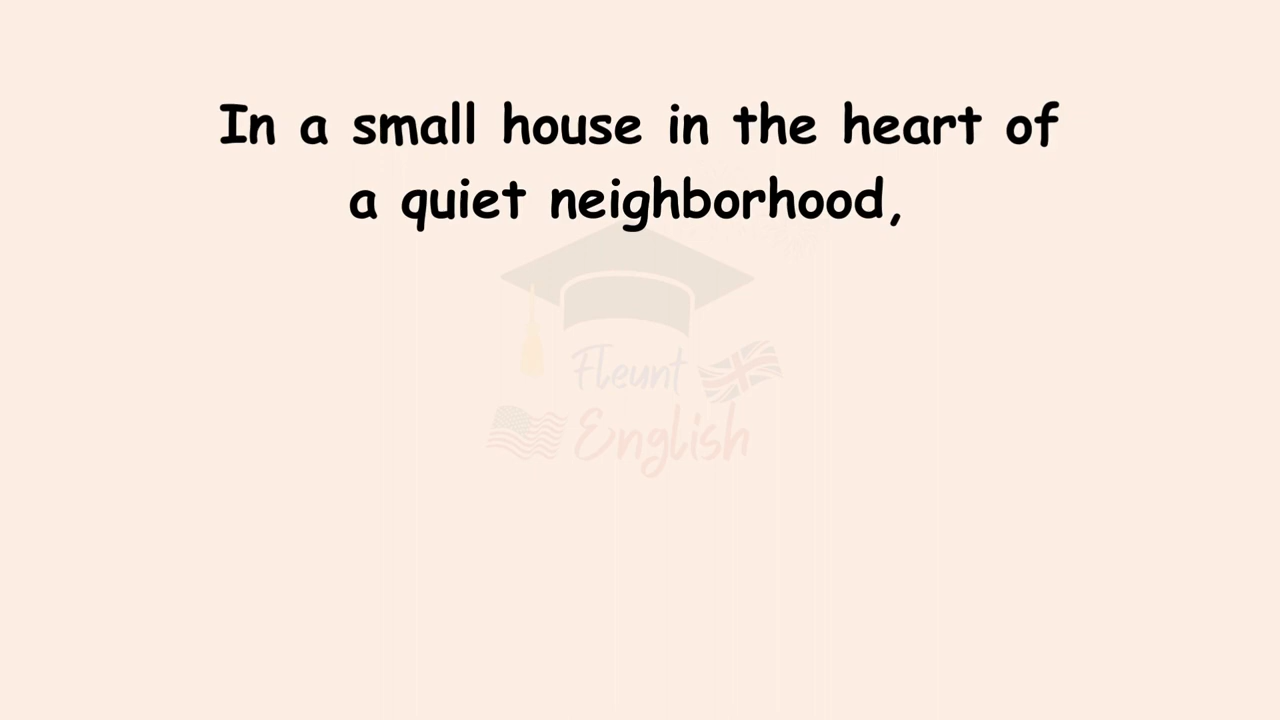 In a small house in the heart of
a quiet neighborhood,
Fleunt
English